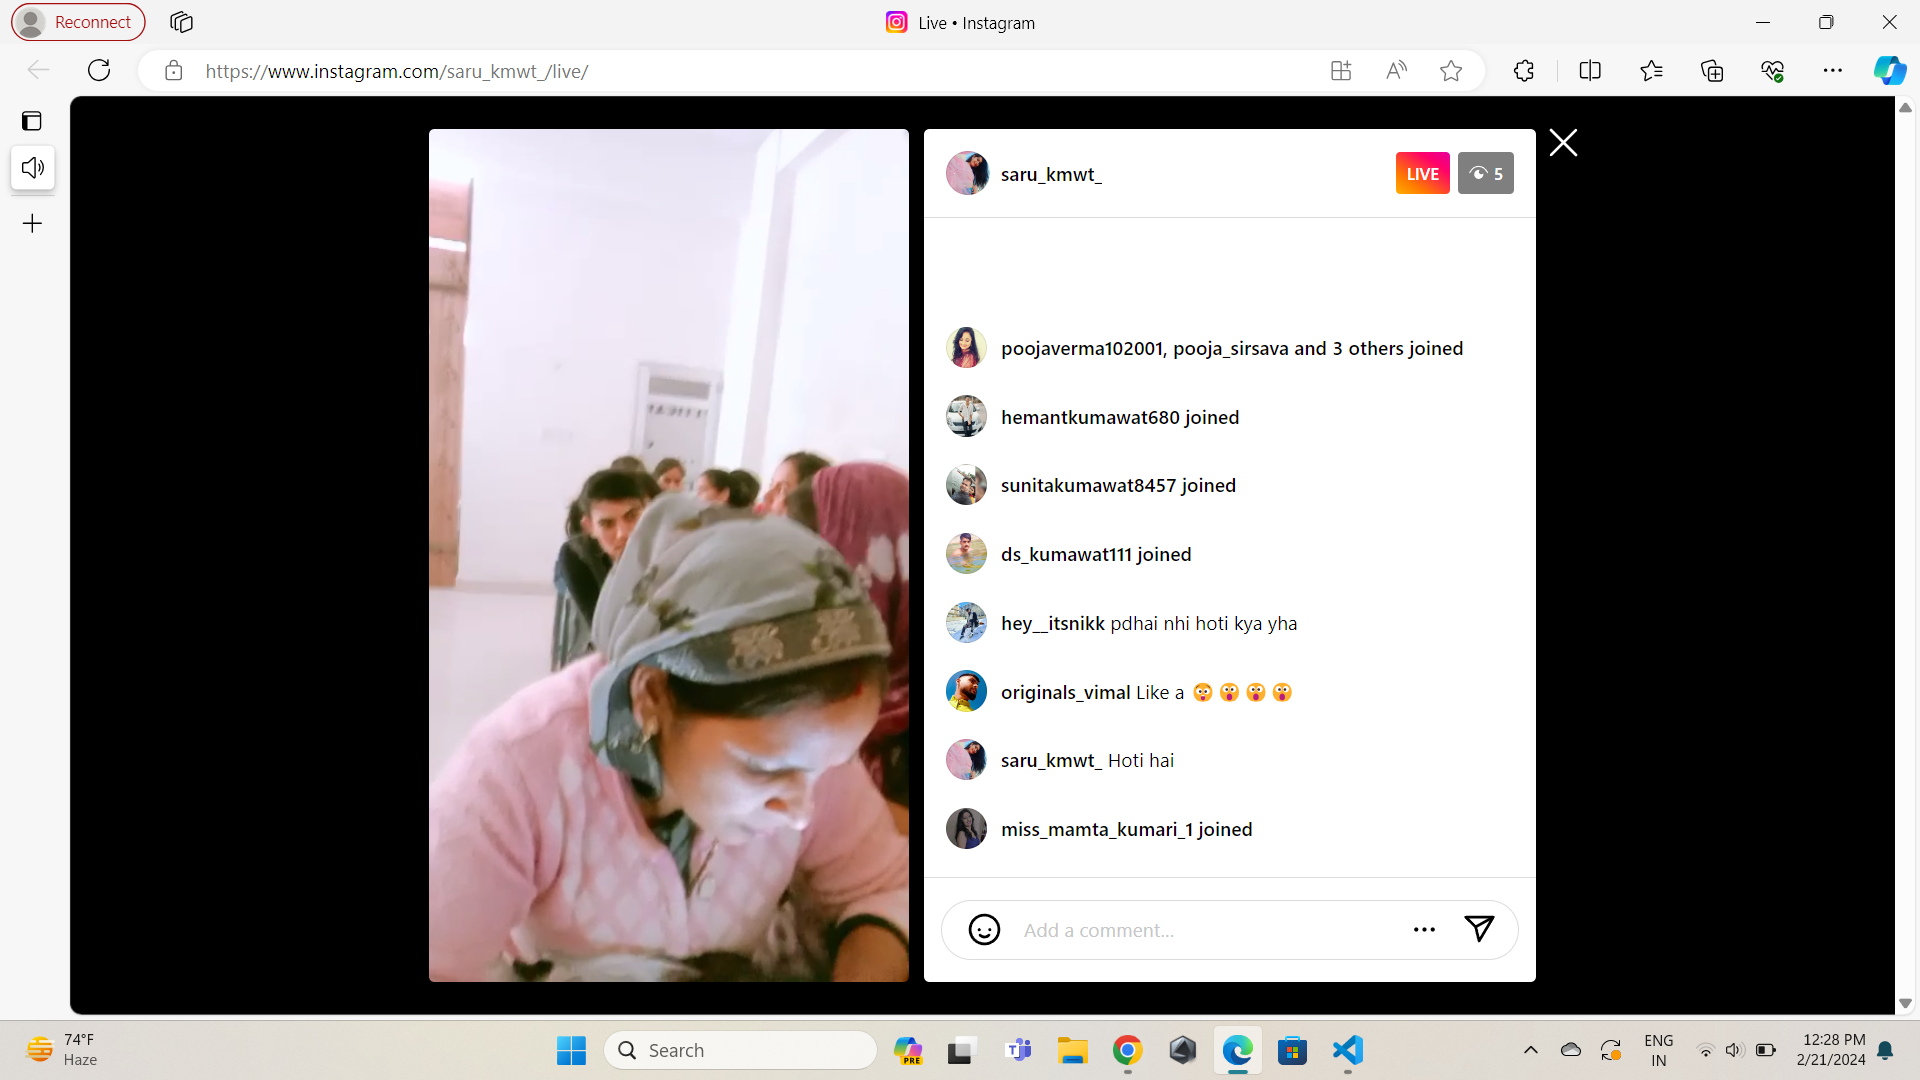 Reconnect
Live • Instagram
https://www.instagram.com/saru_kmwt_/live/
saru_kmwt_
LIVE
5
poojaverma102001, pooja_sirsava and 3 others joined
hemantkumawat680 joined
sunitakumawat8457 joined
ds_kumawat111 joined
hey__itsnikk pdhai nhi hoti kya yha
originals_vimal Like a 😲 😲 😲 😲
saru_kmwt_ Hoti hai
miss_mamta_kumari_1 joined
Add a comment...
74°F
Haze
Search
PRE
ENG
IN
12:28 PM
2/21/2024